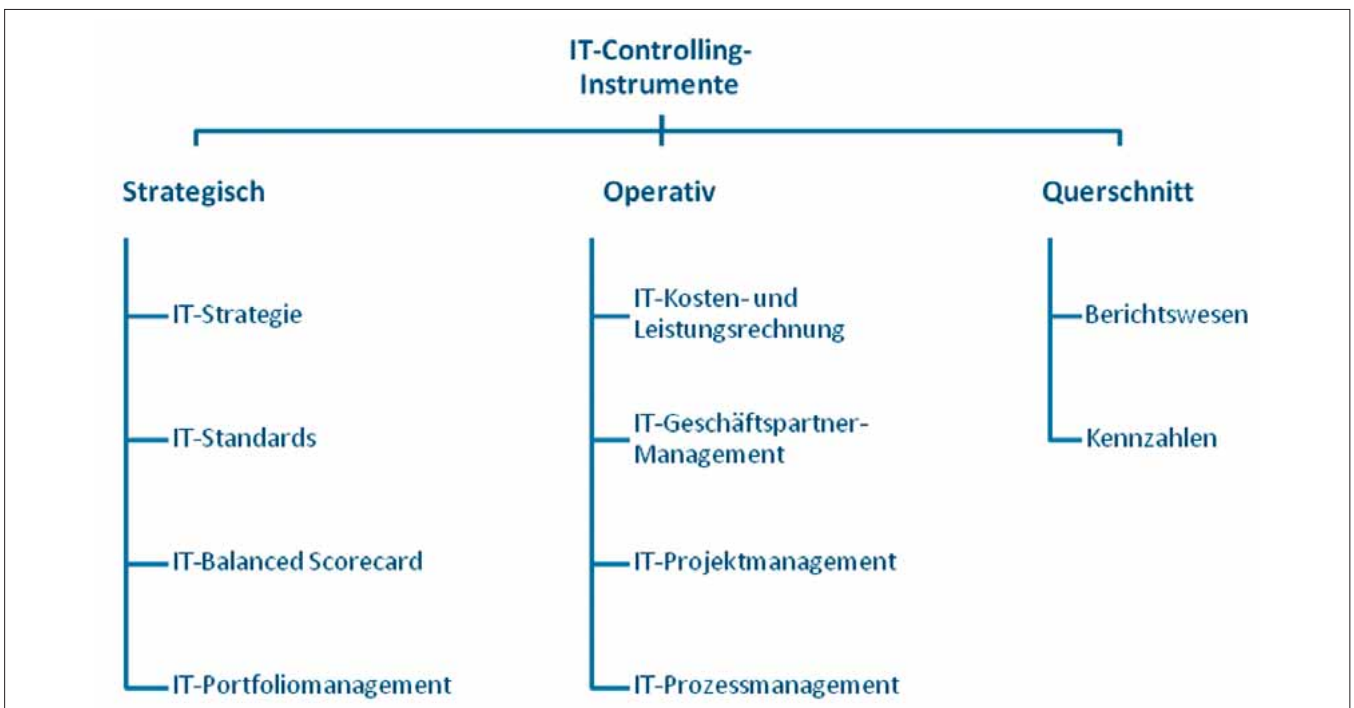 IT-Controlling-
Instrumente
Strategisch
IT-Strategie
IT-Standards
IT-Balanced Scorecard
IT-Portfoliomanagement
Operativ
IT-Kosten- und
Leistungsrechnung
IT-Geschäftspartner-
Management
IT-Projektmanagement
IT-Prozessmanagement
Querschnitt
Berichtswesen
Kennzahlen